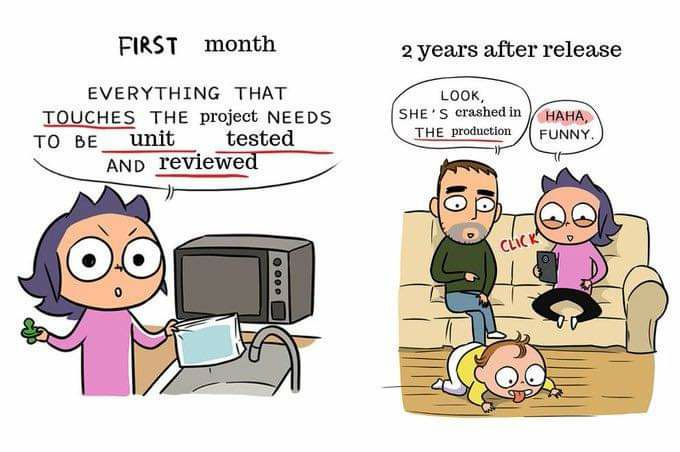 FIRST month
EVERYTHING THAT
TOUCHES THE project NEEDS
TO BE unit tested
AND reviewed
2 years after release
LOOK,
SHE'S crashed in
THE production
HAHA,
FUNNY.
CLICK